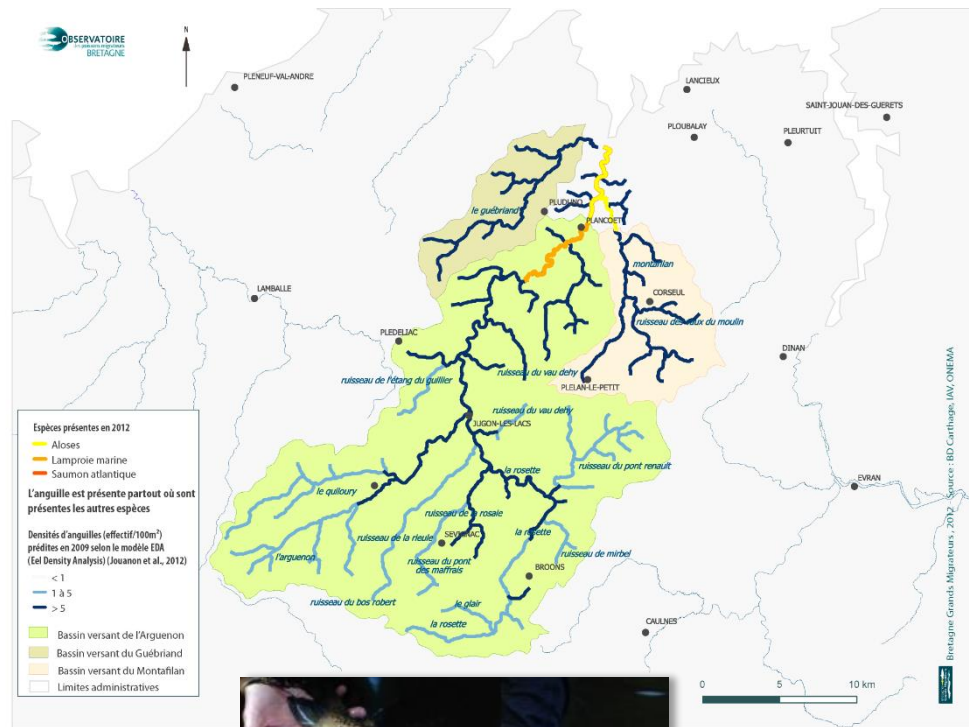 OBSERVATOIRE
des poissons migrateurs
BRETAGNE
N
PLENEUF-VAL-ANDRE
LANCIEUX
SAINT-JOUAN-DES-GUERETS
PLOUBALAY
PLEURTUIT
le guébriand
PLUDUNO
PLANCOET
montafilan
LAMBALLE
CORSEUL
ruisseau des vaux du moulin
PLEDELIAC
DINAN
ruisseau de l'étang du guillier
ruisseau du vau dehy
PLELAN-LE-PETIT
ruisseau du vau dehy
JUGON-LES-LACS
ruisseau du pont renault
la rosette
le quiloury
EVRAN
ruisseau de la rosaie
la rosette
ruisseau de la rieule
SEVIGNAC
ruisseau de mirbel
l'arguenon
ruisseau du pont
des maffrais
BROONS
ruisseau du bos robert
le glair
la rosette
CAULNES
Espèces présentes en 2012
Aloses
Lamproie marine
Saumon atlantique
L'anguille est présente partout où sont
présentes les autres espèces
Densités d'anguilles (effectif/100m²)
prédites en 2009 selon le modèle EDA
(Eel Density Analysis) (Jouanon et al., 2012)
< 1
1 à 5
> 5
Bassin versant de l'Arguenon
Bassin versant du Guébriand
Bassin versant du Montafilan
Limites administratives
0 5 10 km
Bretagne Grands Migrateurs, 2012 Source : BD Carthage, IAV, ONEMA